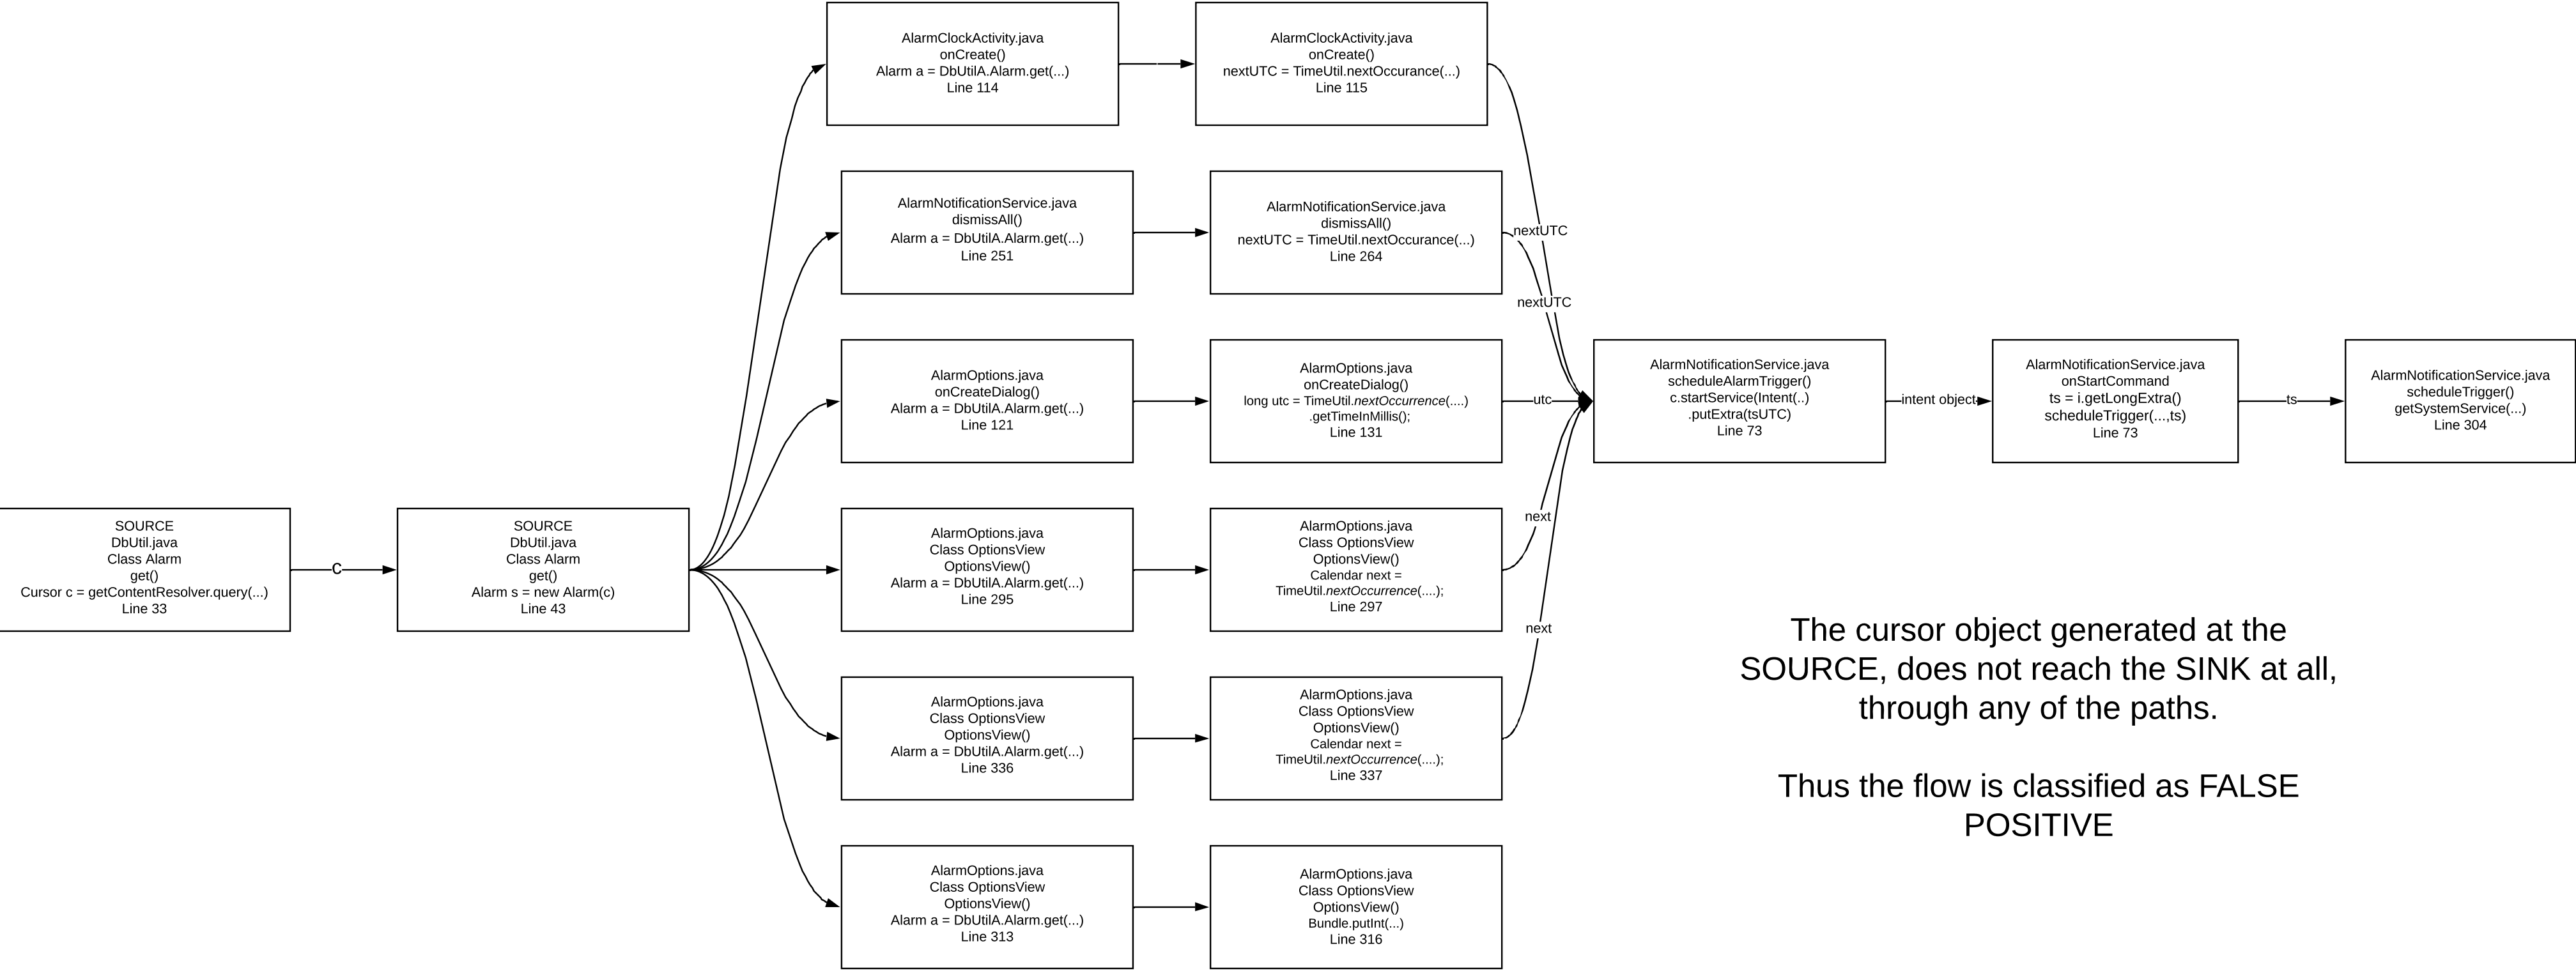 AlarmClockActivity.java
onCreate()
Alarm a = DbUtilA.Alarm.get(...)
Line 114
AlarmClockActivity.java
onCreate()
nextUTC = TimeUtil.nextOccurance(...)
Line 115
AlarmNotificationService.java
dismissAll()
Alarm a = DbUtilA.Alarm.get(...)
Line 251
AlarmNotificationService.java
dismissAll()
nextUTC = TimeUtil.nextOccurance(...)
Line 264
nextUTC
nextUTC
AlarmOptions.java
onCreateDialog()
Alarm a = DbUtilA.Alarm.get(...)
Line 121
AlarmOptions.java
onCreateDialog()
long utc = TimeUtil.nextOccurrence(....)
.getTimeInMillis();
Line 131
utc
AlarmNotificationService.java
scheduleAlarmTrigger()
c.startService(Intent(..)
.putExtra(tsUTC)
Line 73
intent object
AlarmNotificationService.java
onStartCommand
ts = i.getLongExtra()
scheduleTrigger(...,ts)
Line 73
ts
AlarmNotificationService.java
scheduleTrigger()
getSystemService(...)
Line 304
SOURCE
DbUtil.java
Class Alarm
get()
Cursor c = getContentResolver.query(...)
Line 33
c
SOURCE
DbUtil.java
Class Alarm
get()
Alarm s = new Alarm(c)
Line 43
AlarmOptions.java
Class OptionsView
OptionsView()
Alarm a = DbUtilA.Alarm.get(...)
Line 295
AlarmOptions.java
Class OptionsView
OptionsView()
Calendar next =
TimeUtil.nextOccurrence(....);
Line 297
next
next
AlarmOptions.java
Class OptionsView
OptionsView()
Alarm a = DbUtilA.Alarm.get(...)
Line 336
AlarmOptions.java
Class OptionsView
OptionsView()
Calendar next =
TimeUtil.nextOccurrence(....);
Line 337
AlarmOptions.java
Class OptionsView
OptionsView()
Alarm a = DbUtilA.Alarm.get(...)
Line 313
AlarmOptions.java
Class OptionsView
OptionsView()
Bundle.putInt(...)
Line 316
The cursor object generated at the
SOURCE, does not reach the SINK at all,
through any of the paths.
Thus the flow is classified as FALSE
POSITIVE